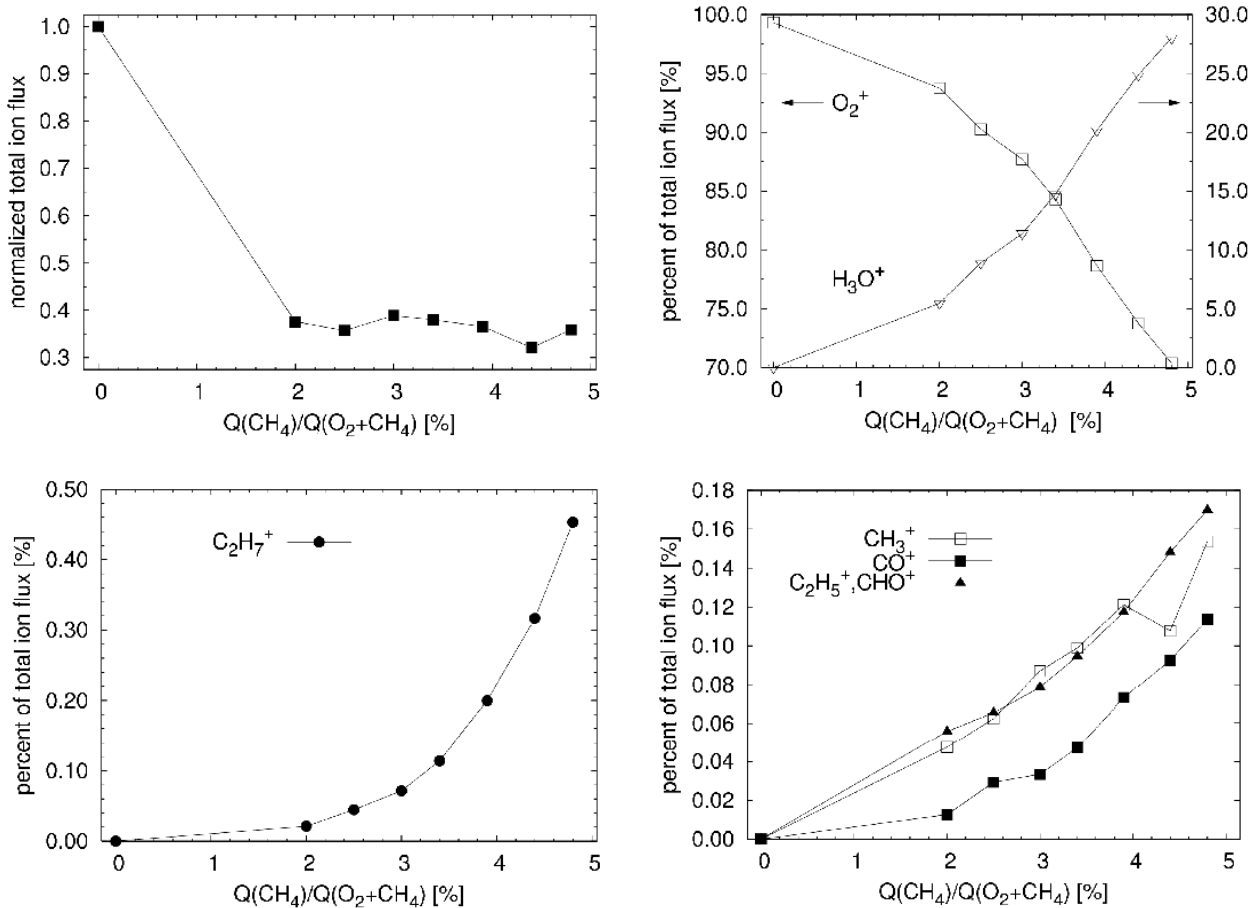 normalized total ion flux
1.0
0.9
0.8
0.7
0.6
0.5
0.4
0.3
0 1 2 3 4 5
Q(CH₄)/Q(O₂+CH₄) [%]
percent of total ion flux [%]
100.0
95.0
90.0
85.0
80.0
75.0
70.0
O₂⁺
H₃O⁺
30.0
25.0
20.0
15.0
10.0
5.0
0.0
0 1 2 3 4 5
Q(CH₄)/Q(O₂+CH₄) [%]
percent of total ion flux [%]
0.50
0.40
0.30
0.20
0.10
0.00
C₂H₇⁺
0 1 2 3 4 5
Q(CH₄)/Q(O₂+CH₄) [%]
percent of total ion flux [%]
0.18
0.16
0.14
0.12
0.10
0.08
0.06
0.04
0.02
0.00
CH₃⁺
CO⁺
C₂H₅⁺,CHO⁺
0 1 2 3 4 5
Q(CH₄)/Q(O₂+CH₄) [%]